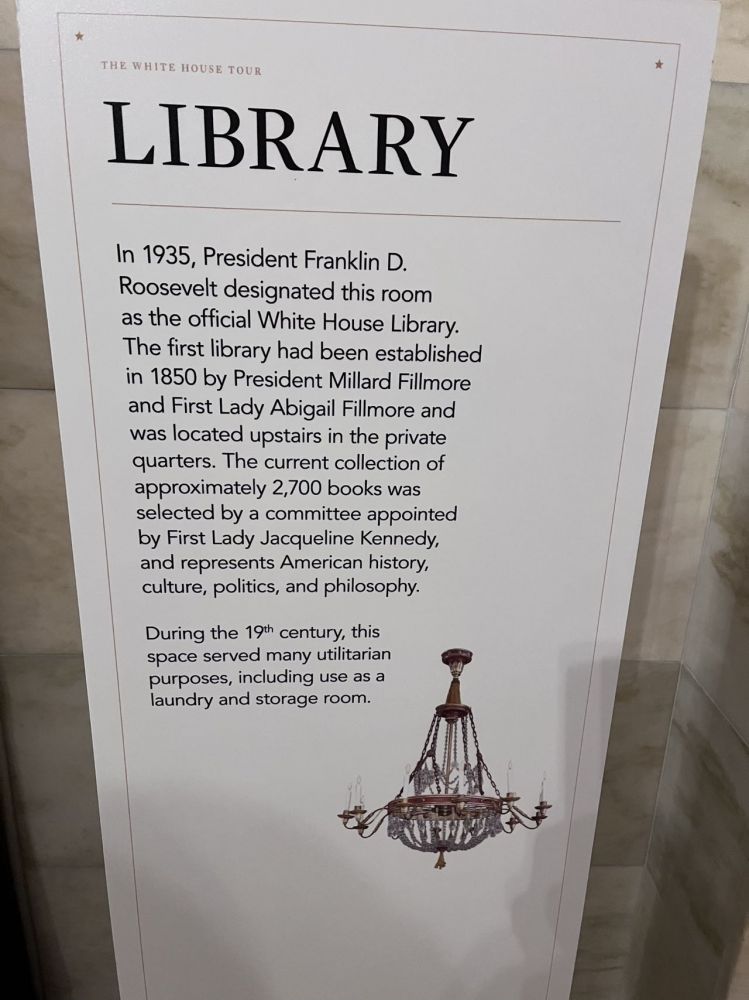 THE WHITE HOUSE TOUR
LIBRARY
In 1935, President Franklin D.
Roosevelt designated this room
as the official White House Library.
The first library had been established
in 1850 by President Millard Fillmore
and First Lady Abigail Fillmore and
was located upstairs in the private
quarters. The current collection of
approximately 2,700 books was
selected by a committee appointed
by First Lady Jacqueline Kennedy,
and represents American history,
culture, politics, and philosophy.
During the 19th century, this
space served many utilitarian
purposes, including use as a
laundry and storage room.